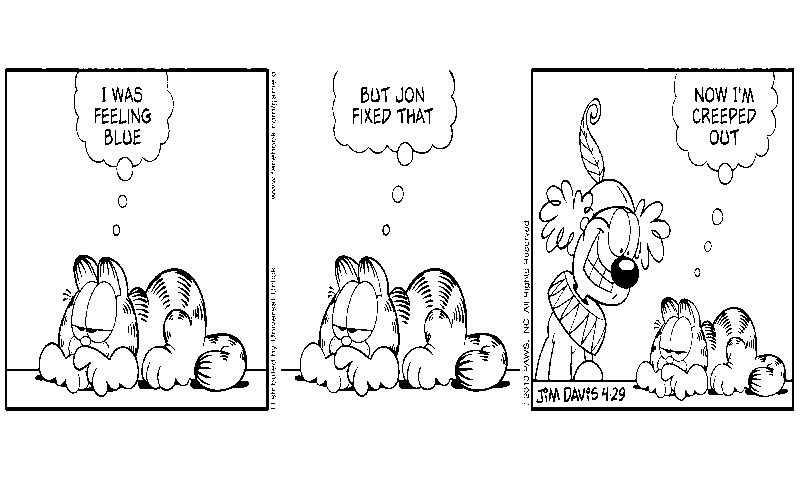 I WAS
FEELING
BLUE
BUT JON
FIXED THAT
NOW I'M
CREEPED
OUT
JIM DAVIS 4·29